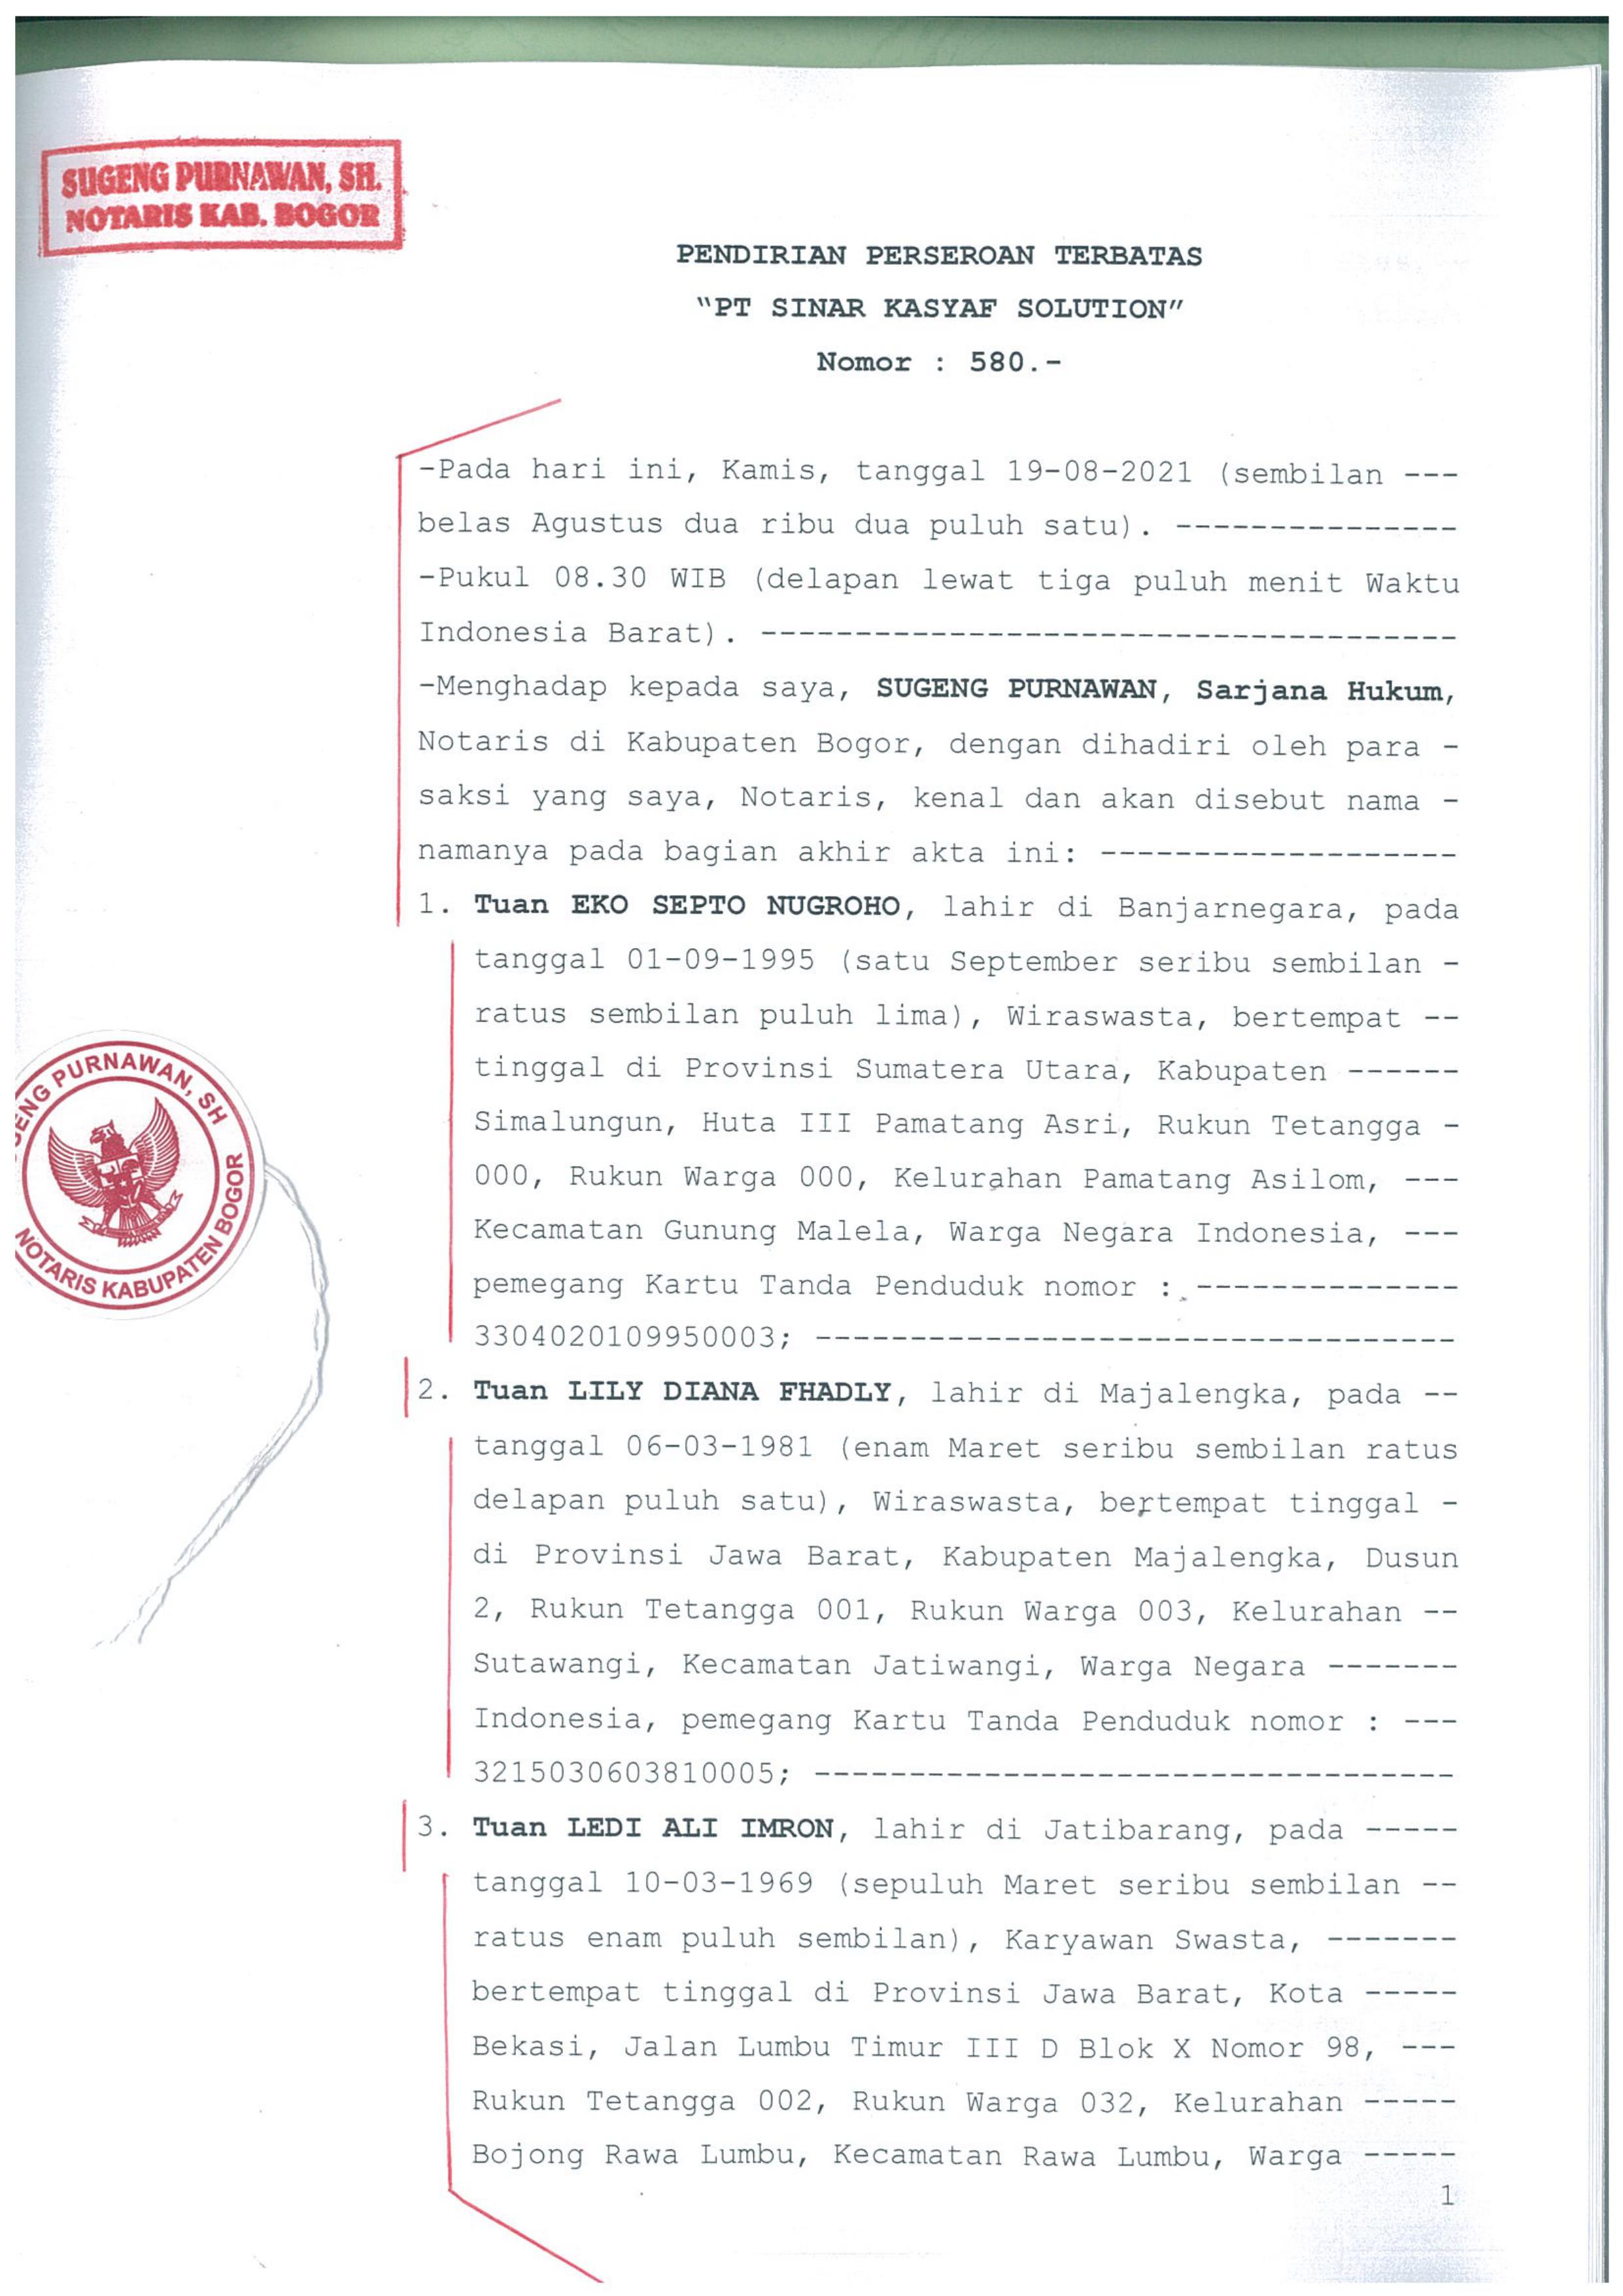 SUGENG PURNAWAN, SH.
NOTARIS KAB. BOGOR
PENDIRIAN PERSEROAN TERBATAS
"PT SINAR KASYAF SOLUTION"
Nomor : 580.-
-Pada hari ini, Kamis, tanggal 19-08-2021 (sembilan ---
belas Agustus dua ribu dua puluh satu). ---------------
-Pukul 08.30 WIB (delapan lewat tiga puluh menit Waktu
Indonesia Barat). -------------------------------------
-Menghadap kepada saya, SUGENG PURNAWAN, Sarjana Hukum,
Notaris di Kabupaten Bogor, dengan dihadiri oleh para -
saksi yang saya, Notaris, kenal dan akan disebut nama -
namanya pada bagian akhir akta ini: -------------------
1. Tuan EKO SEPTO NUGROHO, lahir di Banjarnegara, pada
tanggal 01-09-1995 (satu September seribu sembilan -
ratus sembilan puluh lima), Wiraswasta, bertempat --
tinggal di Provinsi Sumatera Utara, Kabupaten ------
Simalungun, Huta III Pamatang Asri, Rukun Tetangga -
000, Rukun Warga 000, Kelurahan Pamatang Asilom, ---
Kecamatan Gunung Malela, Warga Negara Indonesia, ---
pemegang Kartu Tanda Penduduk nomor : --------------
3304020109950003; ----------------------------------
2. Tuan LILY DIANA FHADLY, lahir di Majalengka, pada --
tanggal 06-03-1981 (enam Maret seribu sembilan ratus
delapan puluh satu), Wiraswasta, bertempat tinggal -
di Provinsi Jawa Barat, Kabupaten Majalengka, Dusun
2, Rukun Tetangga 001, Rukun Warga 003, Kelurahan --
Sutawangi, Kecamatan Jatiwangi, Warga Negara -------
Indonesia, pemegang Kartu Tanda Penduduk nomor : ---
3215030603810005; ----------------------------------
3. Tuan LEDI ALI IMRON, lahir di Jatibarang, pada -----
tanggal 10-03-1969 (sepuluh Maret seribu sembilan --
ratus enam puluh sembilan), Karyawan Swasta, -------
bertempat tinggal di Provinsi Jawa Barat, Kota -----
Bekasi, Jalan Lumbu Timur III D Blok X Nomor 98, ---
Rukun Tetangga 002, Rukun Warga 032, Kelurahan -----
Bojong Rawa Lumbu, Kecamatan Rawa Lumbu, Warga -----
1
PURNAWAN, SH
NOTARIS KABUPATEN BOGOR